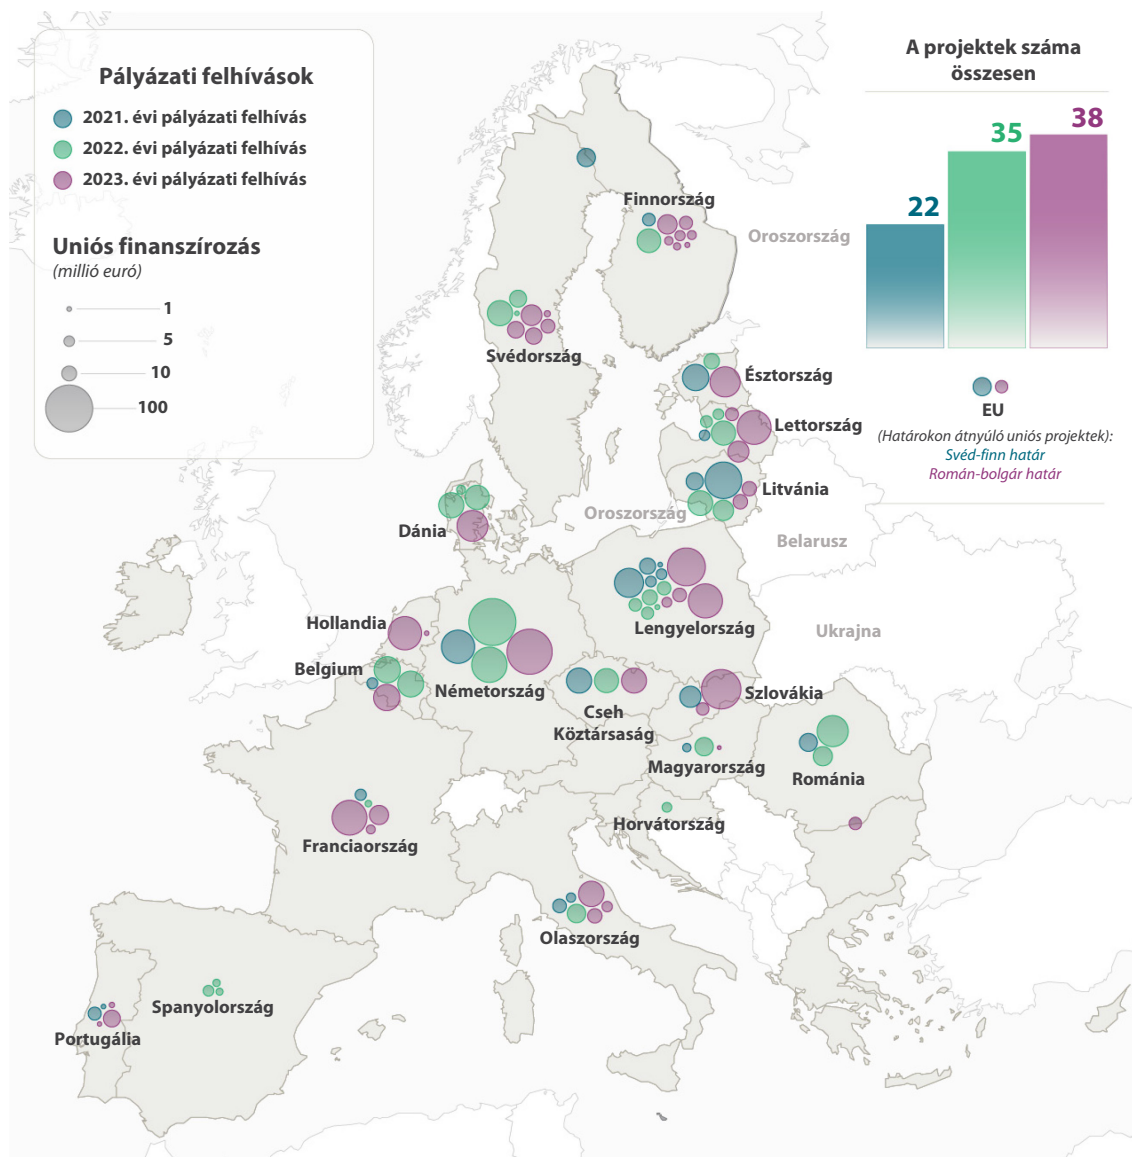 Pályázati felhívások
2021. évi pályázati felhívás
2022. évi pályázati felhívás
2023. évi pályázati felhívás
Uniós finanszírozás
(millió euró)
1
5
10
100
A projektek száma
összesen
22
35
38
EU
(Határokon átnyúló uniós projektek):
Svéd-finn határ
Román-bolgár határ
Finnország
Oroszország
Svédország
Észtország
Lettország
Litvánia
Oroszország
Dánia
Belarusz
Hollandia
Lengyelország
Ukrajna
Belgium
Németország
Szlovákia
Cseh
Köztársaság
Magyarország
Románia
Horvátország
Franciaország
Olaszország
Spanyolország
Portugália